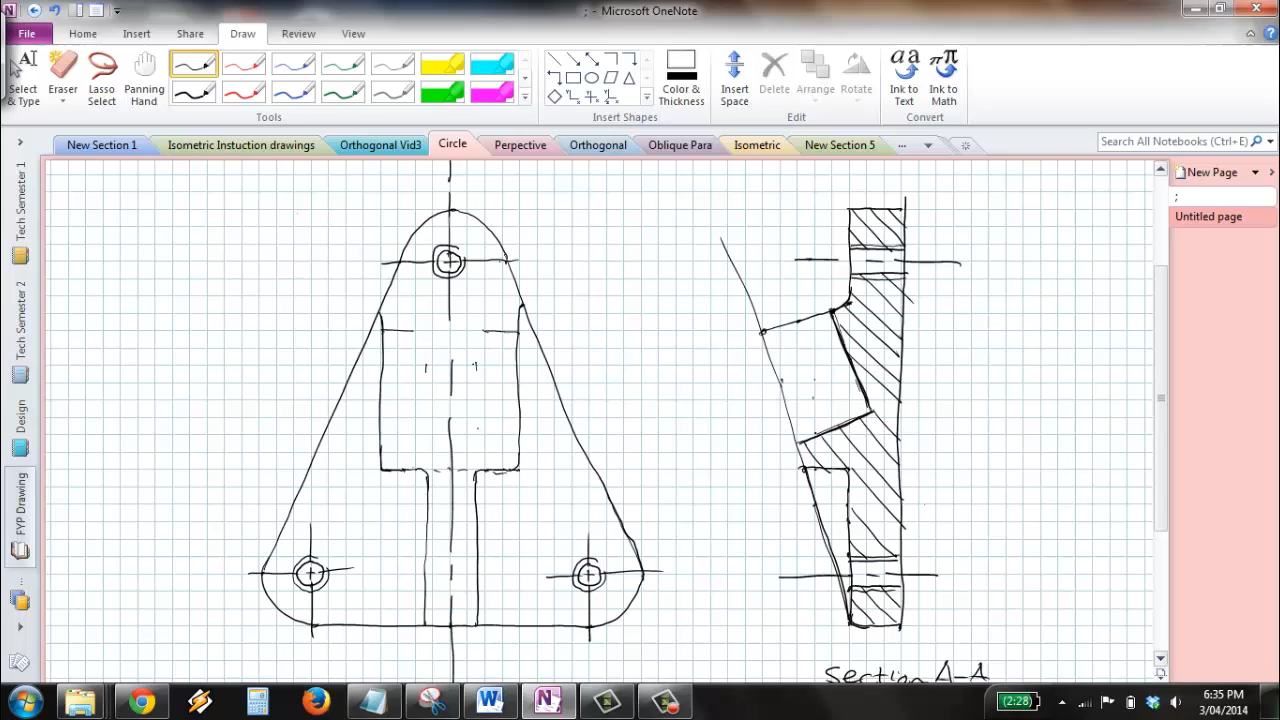 ; - Microsoft OneNote
File Home Insert Share Draw Review View
Select & Type
Eraser
Lasso Select
Panning Hand
Color & Thickness
Insert Space
Delete
Arrange
Rotate
Ink to Text
Ink to Math
Tools Insert Shapes Edit Convert
New Section 1 Isometric Instuction drawings Orthogonal Vid3 Circle Perpective Orthogonal Oblique Para Isometric New Section 5 ...
Search All Notebooks (Ctrl+E)
New Page
;
Untitled page
Tech Semester 1
Tech Semester 2
Design
FYP Drawing
Section A-A
(2:28)
6:35 PM
3/04/2014